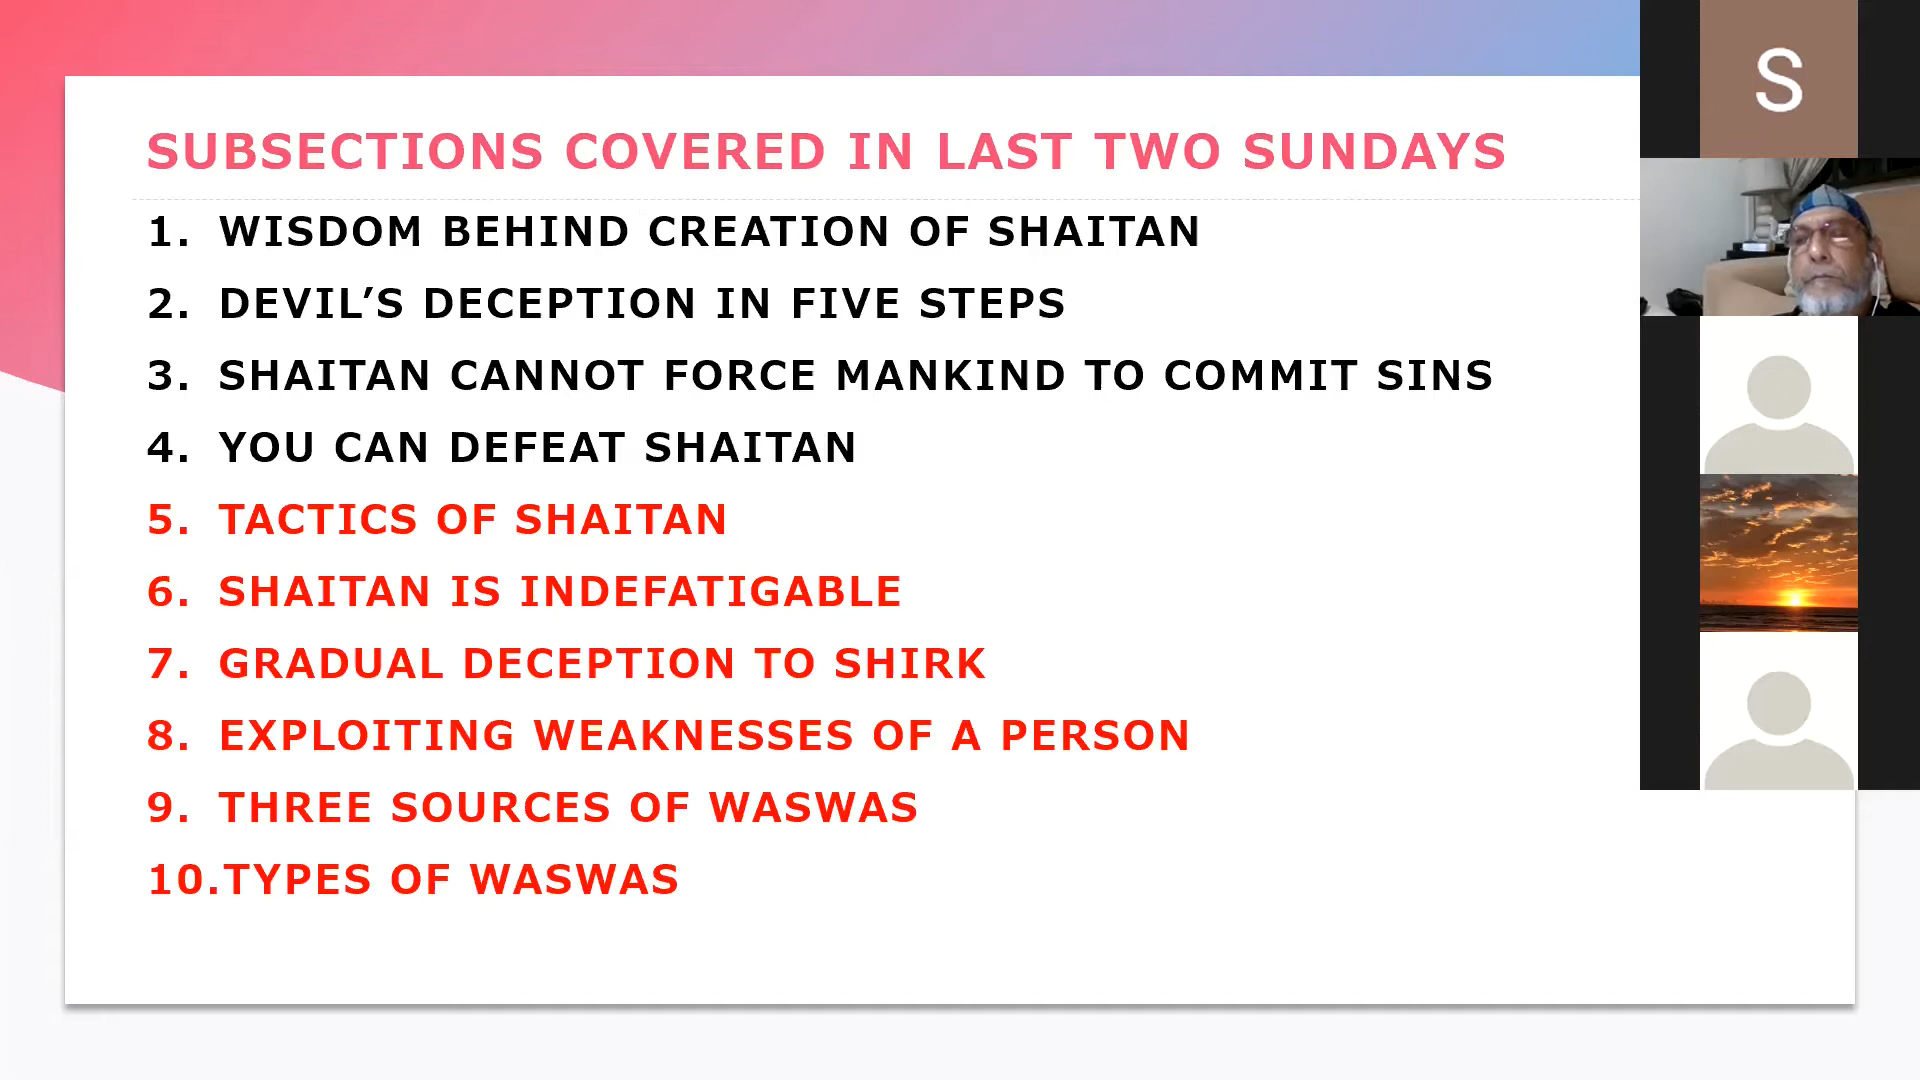 SUBSECTIONS COVERED IN LAST TWO SUNDAYS
1. WISDOM BEHIND CREATION OF SHAITAN
2. DEVIL’S DECEPTION IN FIVE STEPS
3. SHAITAN CANNOT FORCE MANKIND TO COMMIT SINS
4. YOU CAN DEFEAT SHAITAN
5. TACTICS OF SHAITAN
6. SHAITAN IS INDEFATIGABLE
7. GRADUAL DECEPTION TO SHIRK
8. EXPLOITING WEAKNESSES OF A PERSON
9. THREE SOURCES OF WASWAS
10.TYPES OF WASWAS
S